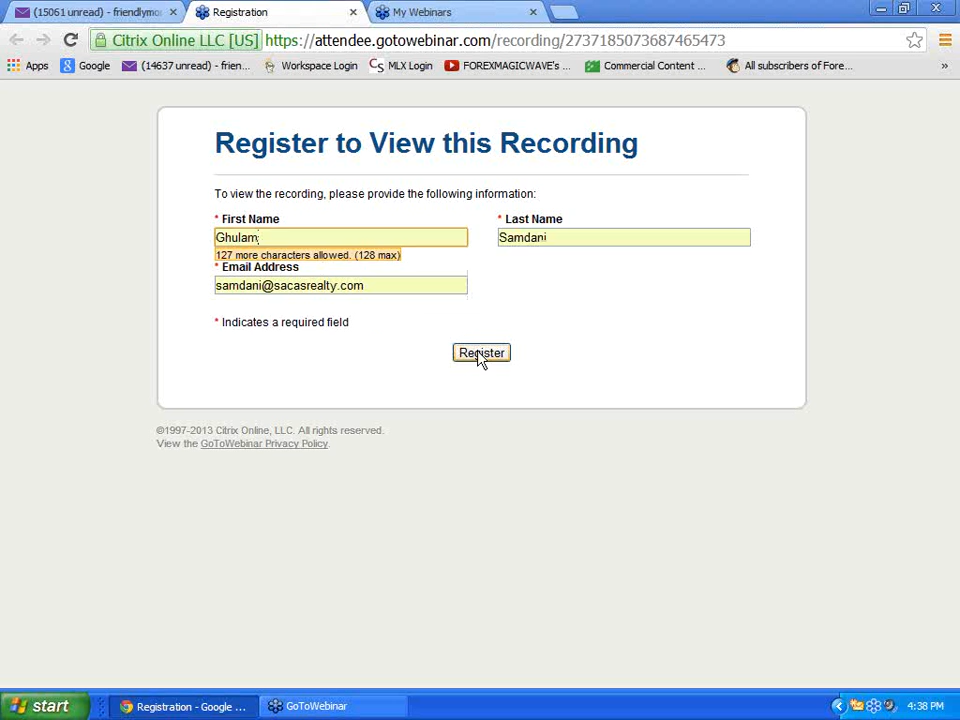 (15061 unread) - friendlymo
Registration
My Webinars
Citrix Online LLC [US]
https://attendee.gotowebinar.com/recording/2737185073687465473
Apps
Google
(14637 unread) - frien...
Workspace Login
MLX Login
FOREXMAGICWAVE's ...
Commercial Content ...
All subscribers of Fore...
»
Register to View this Recording
To view the recording, please provide the following information:
* First Name
* Last Name
Ghulam
Samdani
127 more characters allowed. (128 max)
* Email Address
samdani@sacasrealty.com
* Indicates a required field
Register
©1997-2013 Citrix Online, LLC. All rights reserved.
View the GoToWebinar Privacy Policy.
start
Registration - Google ...
GoToWebinar
4:38 PM